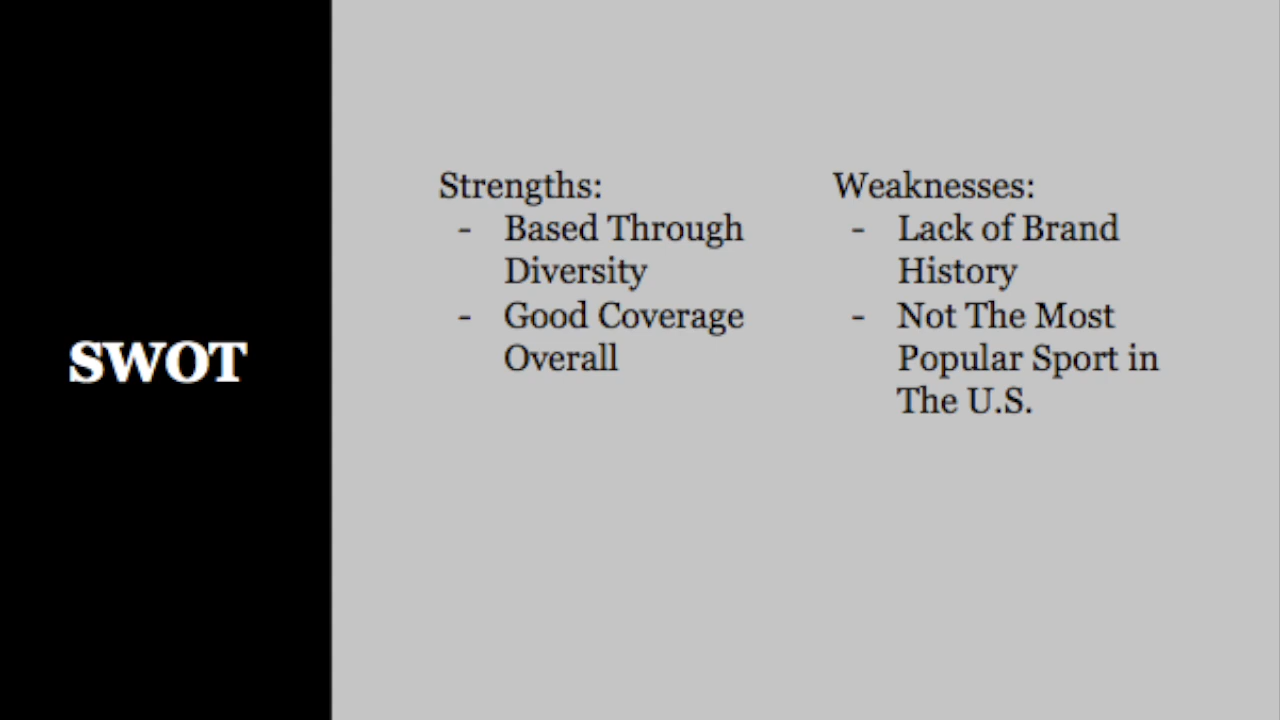 SWOT
Strengths:
- Based Through
Diversity
- Good Coverage
Overall
Weaknesses:
- Lack of Brand
History
- Not The Most
Popular Sport in
The U.S.